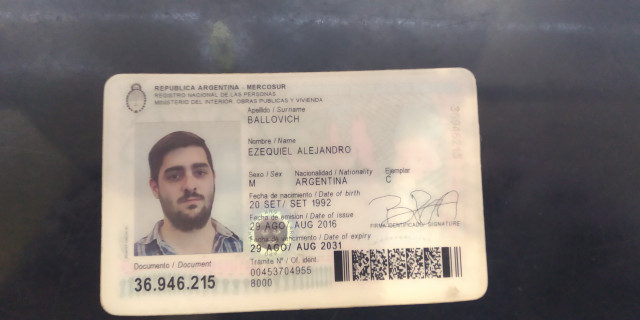 REPUBLICA ARGENTINA - MERCOSUR
REGISTRO NACIONAL DE LAS PERSONAS
MINISTERIO DEL INTERIOR, OBRAS PUBLICAS Y VIVIENDA
Apellido / Surname
BALLOVICH
Nombre / Name
EZEQUIEL ALEJANDRO
Sexo / Sex Nacionalidad / Nationality Ejemplar
M ARGENTINA C
Fecha de nacimiento / Date of birth
20 SET/ SET 1992
Fecha de emisión / Date of issue
29 AGO/ AUG 2016
FIRMA IDENTIFICADO / SIGNATURE
Fecha de vencimiento / Date of expiry
29 AGO/ AUG 2031
Documento / Document
Tramite N° / Of. ident.
36.946.215
00453704955
8000